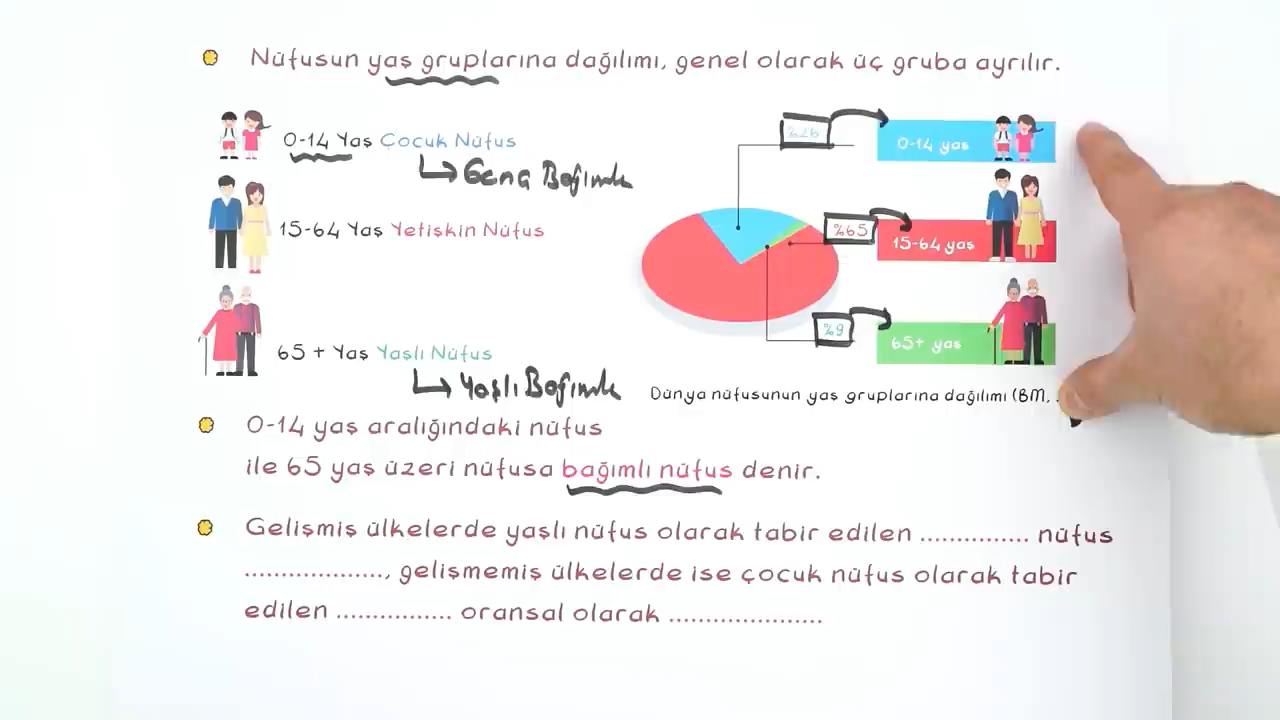 Nüfusun yaş gruplarına dağılımı, genel olarak üç gruba ayrılır.
0-14 Yaş Çocuk Nüfus
Genç Bağımlı
15-64 Yaş Yetişkin Nüfus
65 + Yaş Yaşlı Nüfus
Yaşlı Bağımlı
%26
0-14 yaş
%65
15-64 yaş
%9
65+ yaş
Dünya nüfusunun yaş gruplarına dağılımı (BM,
0-14 yaş aralığındaki nüfus
ile 65 yaş üzeri nüfusa bağımlı nüfus denir.
Gelişmiş ülkelerde yaşlı nüfus olarak tabir edilen ............... nüfus
..................., gelişmemiş ülkelerde ise çocuk nüfus olarak tabir
edilen ................ oransal olarak .....................